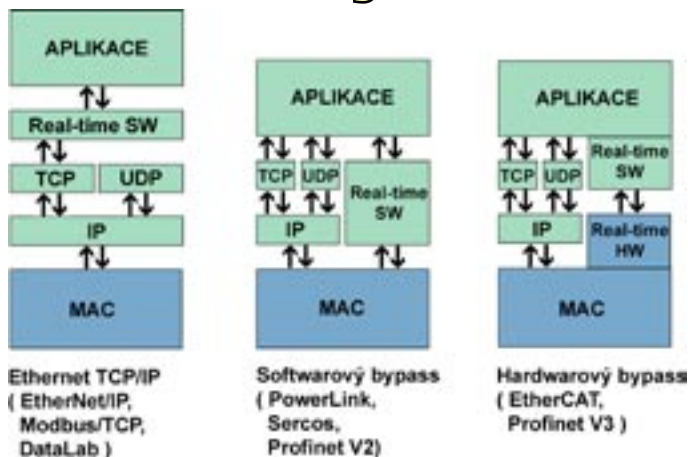 APLIKACE
Real-time SW
TCP UDP
IP
MAC
Ethernet TCP/IP
( EtherNet/IP,
Modbus/TCP,
DataLab )
APLIKACE
TCP UDP
Real-time
SW
IP
MAC
Softwarový bypass
( PowerLink,
Sercos,
Profinet V2)
APLIKACE
Real-time
SW
TCP UDP
IP
Real-time
HW
MAC
Hardwarový bypass
( EtherCAT,
Profinet V3 )